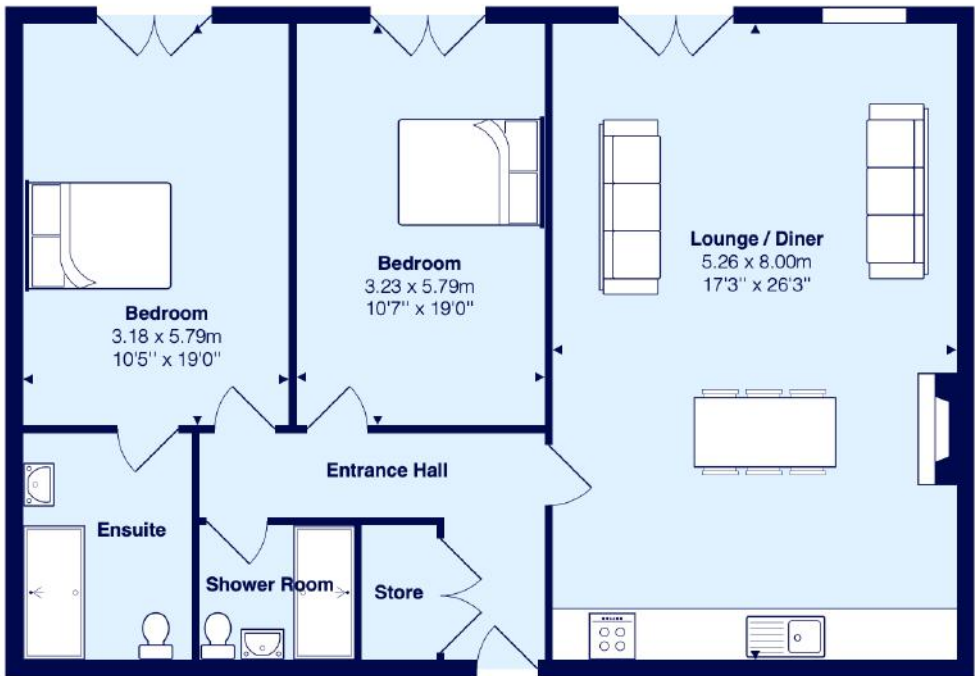 Bedroom
3.18 x 5.79m
10'5'' x 19'0''
Bedroom
3.23 x 5.79m
10'7'' x 19'0''
Lounge / Diner
5.26 x 8.00m
17'3'' x 26'3''
Entrance Hall
Ensuite
Shower Room
Store